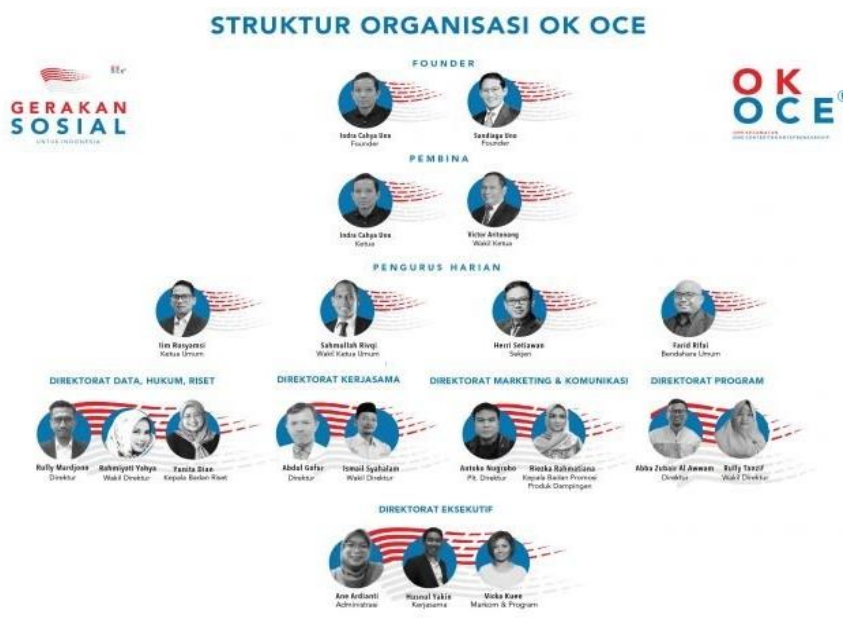 STRUKTUR ORGANISASI OK OCE
GERAKAN
SOSIAL
UNTUK INDONESIA
OK
OCE
®
FOUNDER
Indra Cahya Uno
Founder
Sandiaga Uno
Founder
PEMBINA
Indra Cahya Uno
Ketua
Victor Aritonang
Wakil Ketua
PENGURUS HARIAN
Iim Rusyamsi
Ketua Umum
Sahmullah Rivqi
Wakil Ketua Umum
Herri Setiawan
Sekjen
Farid Rifai
Bendahara Umum
DIREKTORAT DATA, HUKUM, RISET
Rully Mardjono
Direktur
Rahmiyati Yahya
Wakil Direktur
Yanita Dian
Kepala Badan Riset
DIREKTORAT KERJASAMA
Abdul Gafur
Direktur
Ismail Syahalam
Wakil Direktur
DIREKTORAT MARKETING & KOMUNIKASI
Antoko Nugroho
Plt. Direktur
Riezka Rahmatiana
Kepala Badan Promosi
Produk Dampingan
DIREKTORAT PROGRAM
Abba Zubair Al Awwam
Direktur
Rully Tanzif
Wakil Direktur
DIREKTORAT EKSEKUTIF
Ane Ardianti
Administrasi
Husnul Yakin
Kerjasama
Vicka Kuen
Markom & Program